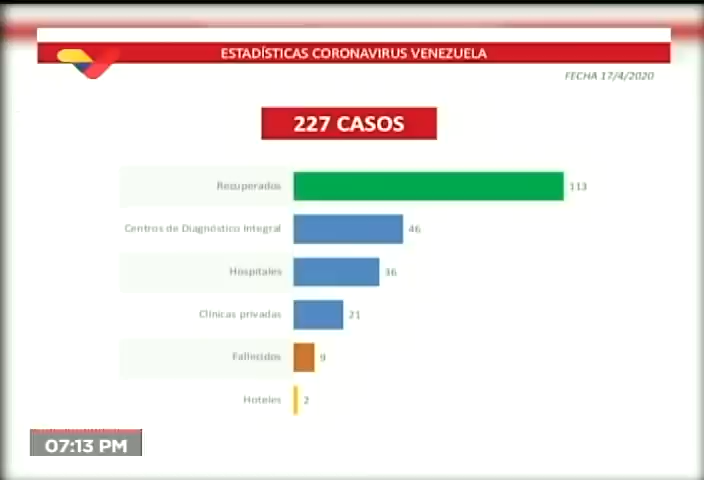 ESTADÍSTICAS CORONAVIRUS VENEZUELA
FECHA 17/4/2020
227 CASOS
Recuperados 113
Centros de Diagnóstico Integral 46
Hospitales 36
Clínicas privadas 21
Fallecidos 9
Hoteles 2
07:13 PM